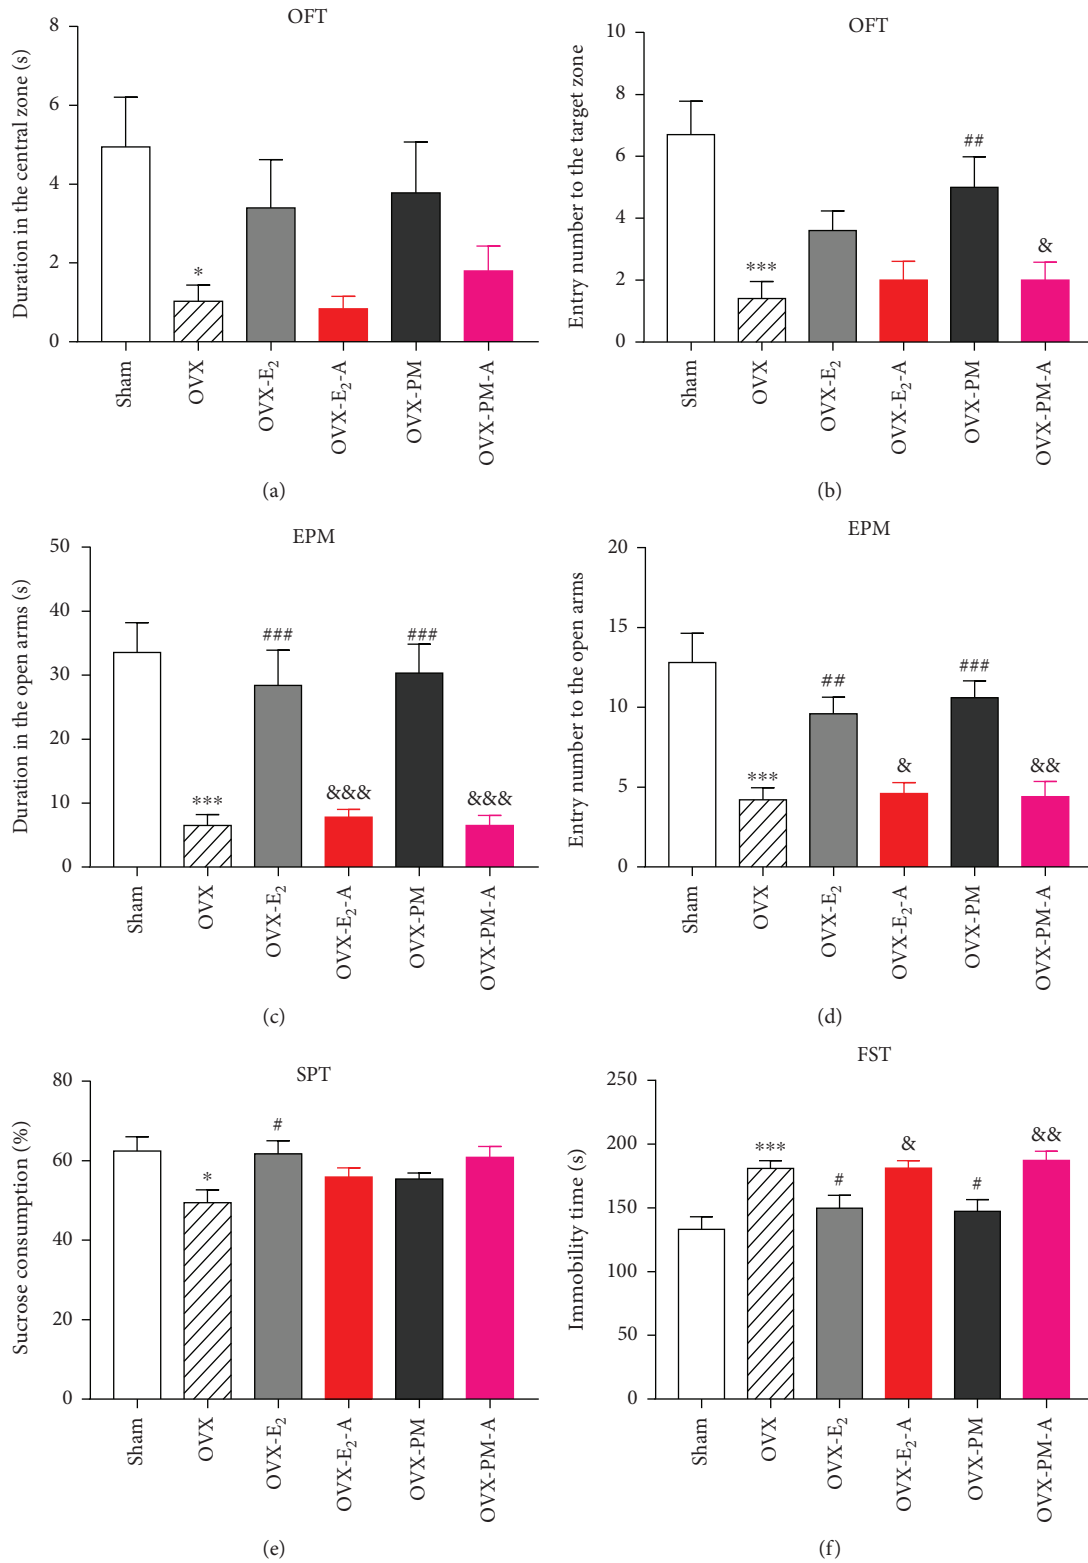 OFT
Duration in the central zone (s)
8
6
4
2
0
*
Sham
OVX
OVX-E₂
OVX-E₂-A
OVX-PM
OVX-PM-A
(a)
OFT
Entry number to the target zone
10
8
6
4
2
0
***
##
&
Sham
OVX
OVX-E₂
OVX-E₂-A
OVX-PM
OVX-PM-A
(b)
EPM
Duration in the open arms (s)
50
40
30
20
10
0
***
###
&&&
###
&&&
Sham
OVX
OVX-E₂
OVX-E₂-A
OVX-PM
OVX-PM-A
(c)
EPM
Entry number to the open arms
20
15
10
5
0
***
##
&
###
&&
Sham
OVX
OVX-E₂
OVX-E₂-A
OVX-PM
OVX-PM-A
(d)
SPT
Sucrose consumption (%)
80
60
40
20
0
*
#
Sham
OVX
OVX-E₂
OVX-E₂-A
OVX-PM
OVX-PM-A
(e)
FST
Immobility time (s)
250
200
150
100
50
0
***
#
&
#
&&
Sham
OVX
OVX-E₂
OVX-E₂-A
OVX-PM
OVX-PM-A
(f)